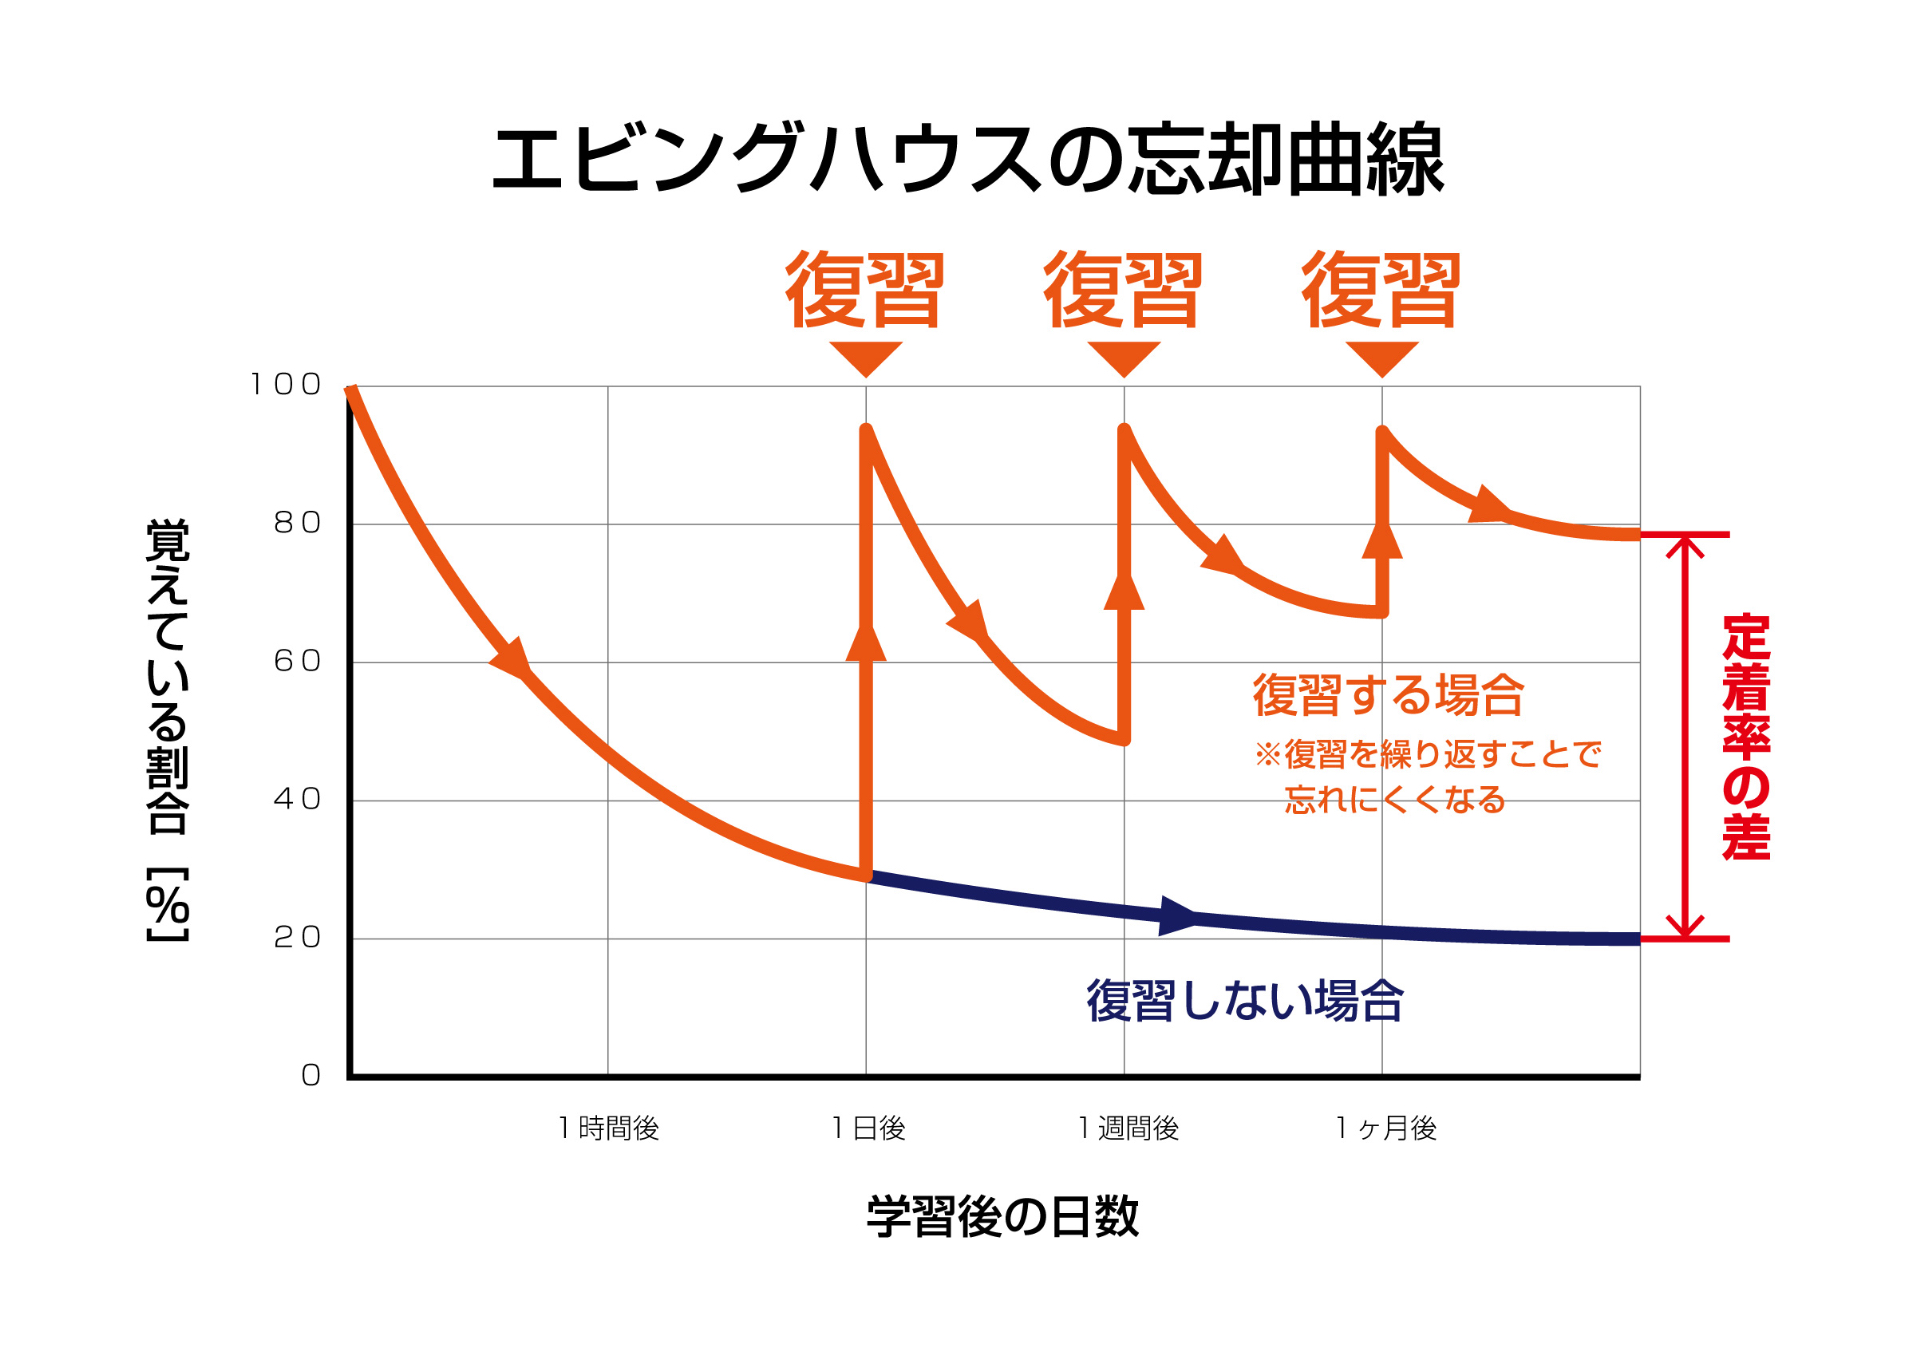 エビングハウスの忘却曲線
復習 復習 復習
100
80
60
40
20
0
覚えている割合［%］
復習する場合
※復習を繰り返すことで
忘れにくくなる
復習しない場合
定着率の差
1時間後 1日後 1週間後 1ヶ月後
学習後の日数